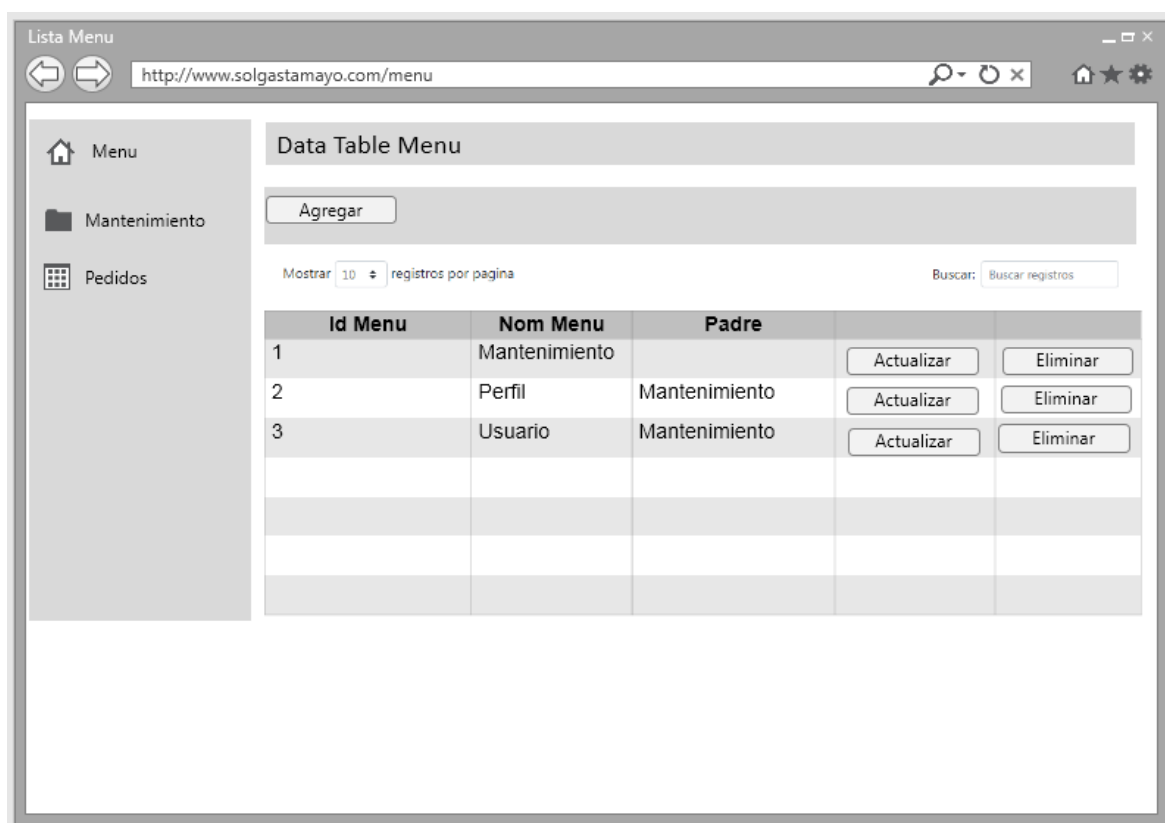 Lista Menu
http://www.solgastamayo.com/menu
Menu
Mantenimiento
Pedidos
Data Table Menu
Agregar
Mostrar 10 registros por pagina
Buscar: Buscar registros
Id Menu Nom Menu Padre
1 Mantenimiento Actualizar Eliminar
2 Perfil Mantenimiento Actualizar Eliminar
3 Usuario Mantenimiento Actualizar Eliminar